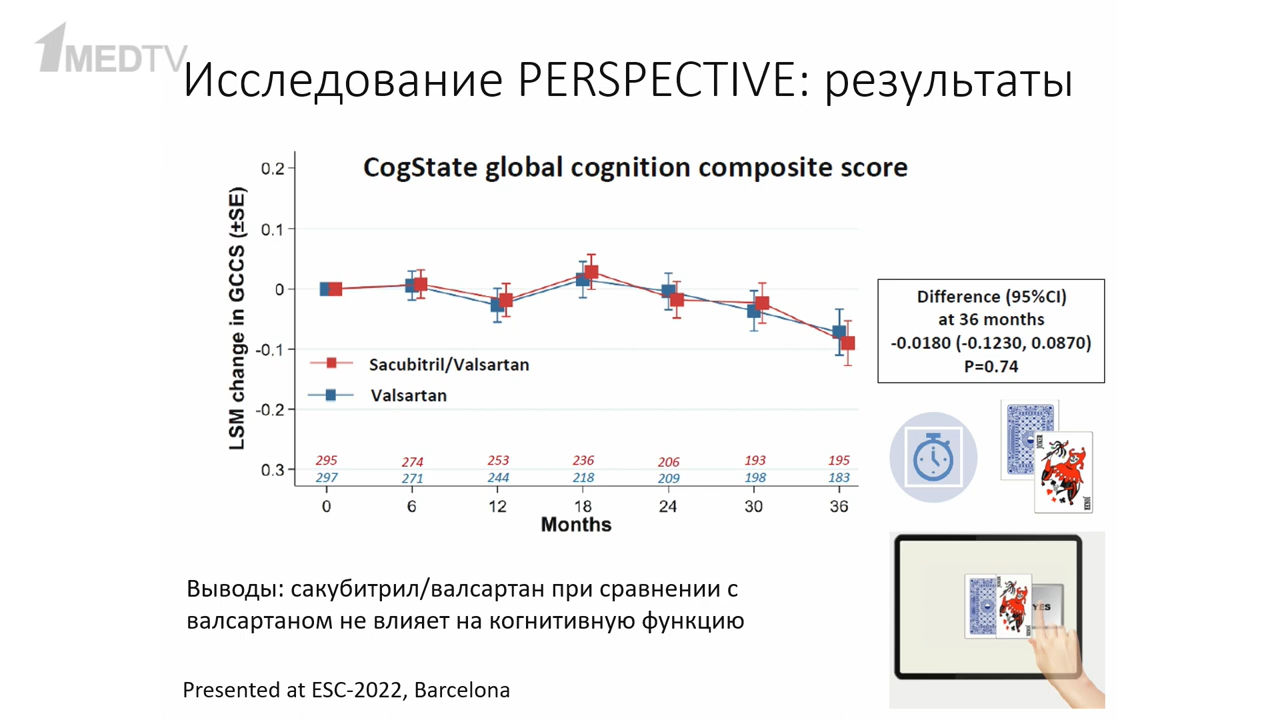 1MEDTV
Исследование PERSPECTIVE: результаты
CogState global cognition composite score
LSM change in GCCS (±SE)
0.2
0.1
0
-0.1
-0.2
0.3
Sacubitril/Valsartan
Valsartan
295 274 253 236 206 193 195
297 271 244 218 209 198 183
0 6 12 18 24 30 36
Months
Difference (95%CI)
at 36 months
-0.0180 (-0.1230, 0.0870)
P=0.74
JOKER
JOKER
YES
Выводы: сакубитрил/валсартан при сравнении с
валсартаном не влияет на когнитивную функцию
Presented at ESC-2022, Barcelona